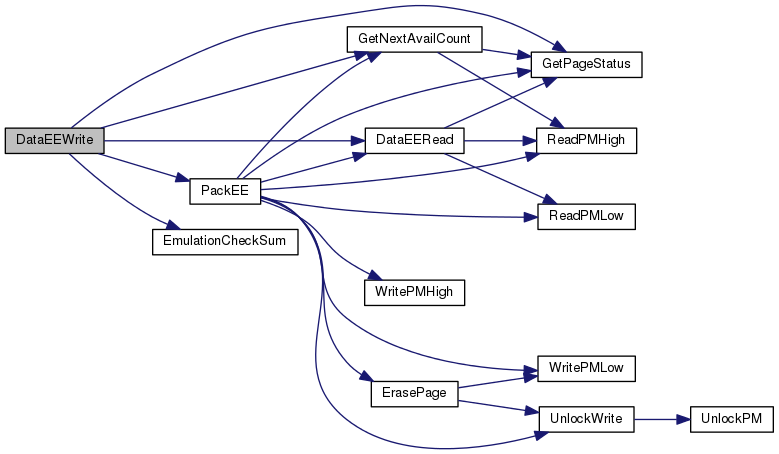 DataEEWrite
GetNextAvailCount
GetPageStatus
DataEERead
ReadPMHigh
PackEE
ReadPMLow
EmulationCheckSum
WritePMHigh
WritePMLow
ErasePage
UnlockWrite
UnlockPM